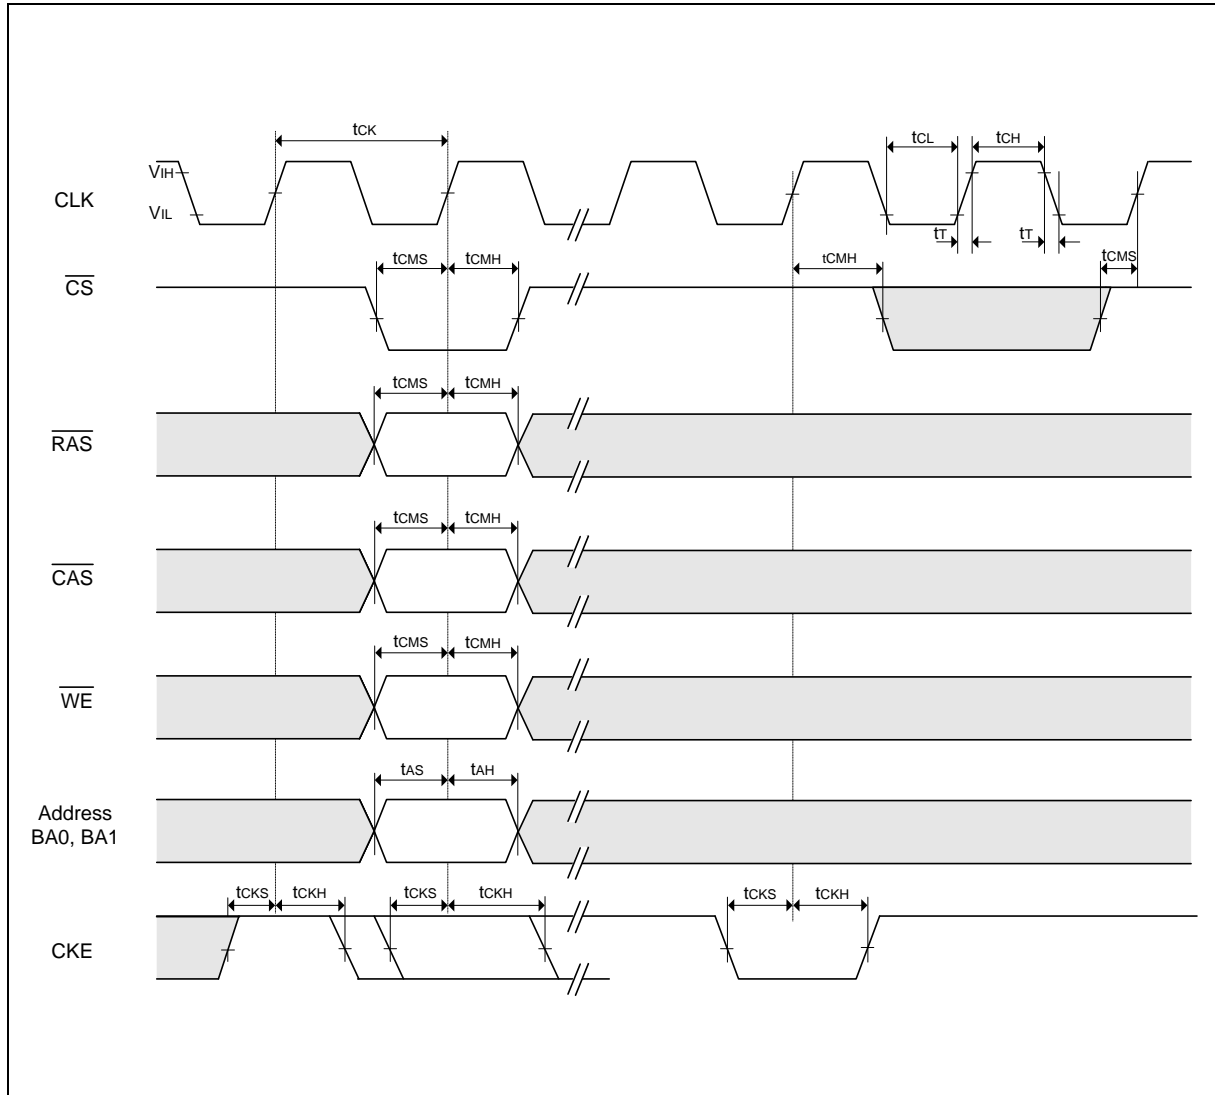 tCK
tCL
tCH
VIH
CLK
VIL
tT
tT
tCMS
tCMH
tCMH
tCMS
CS
tCMS
tCMH
RAS
tCMS
tCMH
CAS
tCMS
tCMH
WE
tAS
tAH
Address
BA0, BA1
tCKS
tCKH
tCKS
tCKH
tCKS
tCKH
CKE